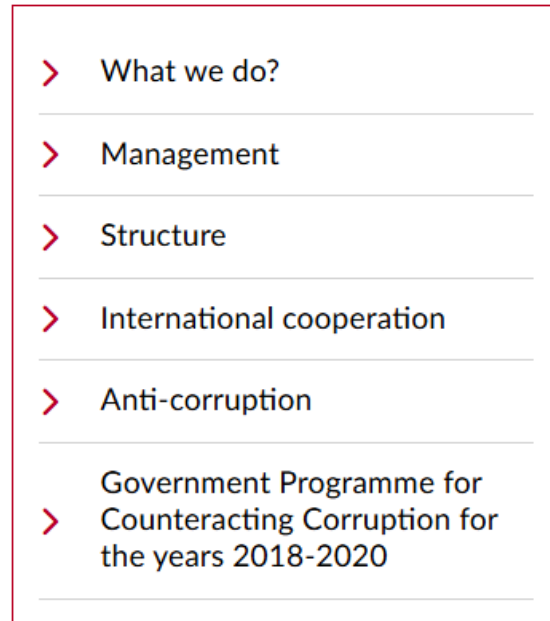 What we do?
Management
Structure
International cooperation
Anti-corruption
Government Programme for
Counteracting Corruption for
the years 2018-2020